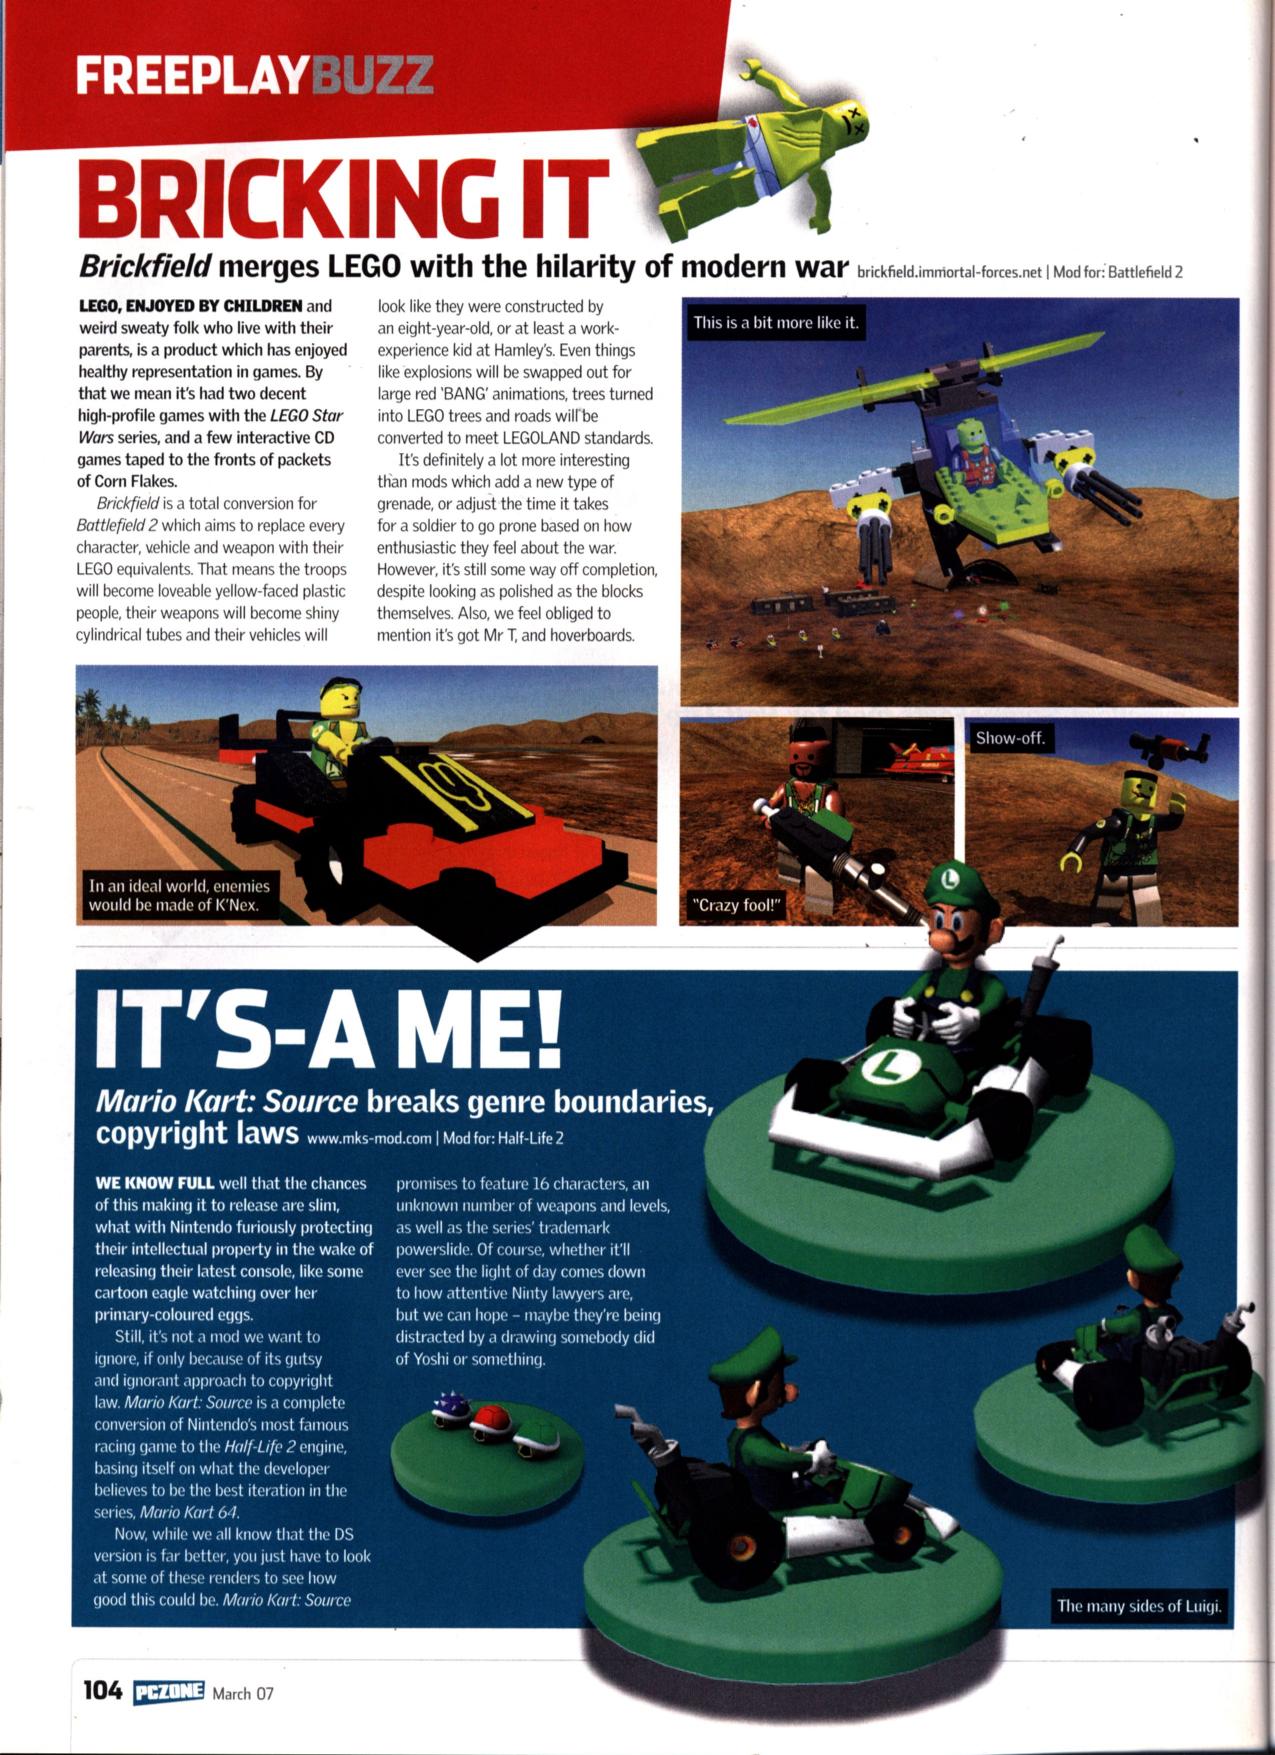 FREEPLAYBUZZ
BRICKING IT
Brickfield merges LEGO with the hilarity of modern war brickfield.immortal-forces.net | Mod for: Battlefield 2
LEGO, ENJOYED BY CHILDREN and
weird sweaty folk who live with their
parents, is a product which has enjoyed
healthy representation in games. By
that we mean it's had two decent
high-profile games with the LEGO Star
Wars series, and a few interactive CD
games taped to the fronts of packets
of Corn Flakes.
Brickfield is a total conversion for
Battlefield 2 which aims to replace every
character, vehicle and weapon with their
LEGO equivalents. That means the troops
will become loveable yellow-faced plastic
people, their weapons will become shiny
cylindrical tubes and their vehicles will
look like they were constructed by
an eight-year-old, or at least a work-
experience kid at Hamley's. Even things
like explosions will be swapped out for
large red 'BANG' animations, trees turned
into LEGO trees and roads will be
converted to meet LEGOLAND standards.
It's definitely a lot more interesting
than mods which add a new type of
grenade, or adjust the time it takes
for a soldier to go prone based on how
enthusiastic they feel about the war.
However, it's still some way off completion,
despite looking as polished as the blocks
themselves. Also, we feel obliged to
mention it's got Mr T, and hoverboards.
This is a bit more like it.
In an ideal world, enemies
would be made of K'Nex.
"Crazy fool!"
Show-off.
IT'S-A ME!
Mario Kart: Source breaks genre boundaries,
copyright laws www.mks-mod.com | Mod for: Half-Life 2
WE KNOW FULL well that the chances
of this making it to release are slim,
what with Nintendo furiously protecting
their intellectual property in the wake of
releasing their latest console, like some
cartoon eagle watching over her
primary-coloured eggs.
Still, it's not a mod we want to
ignore, if only because of its gutsy
and ignorant approach to copyright
law. Mario Kart: Source is a complete
conversion of Nintendo's most famous
racing game to the Half-Life 2 engine,
basing itself on what the developer
believes to be the best iteration in the
series, Mario Kart 64.
Now, while we all know that the DS
version is far better, you just have to look
at some of these renders to see how
good this could be. Mario Kart: Source
promises to feature 16 characters, an
unknown number of weapons and levels,
as well as the series' trademark
powerslide. Of course, whether it'll
ever see the light of day comes down
to how attentive Ninty lawyers are,
but we can hope – maybe they're being
distracted by a drawing somebody did
of Yoshi or something.
L
L
The many sides of Luigi.
104 PCZONE March 07